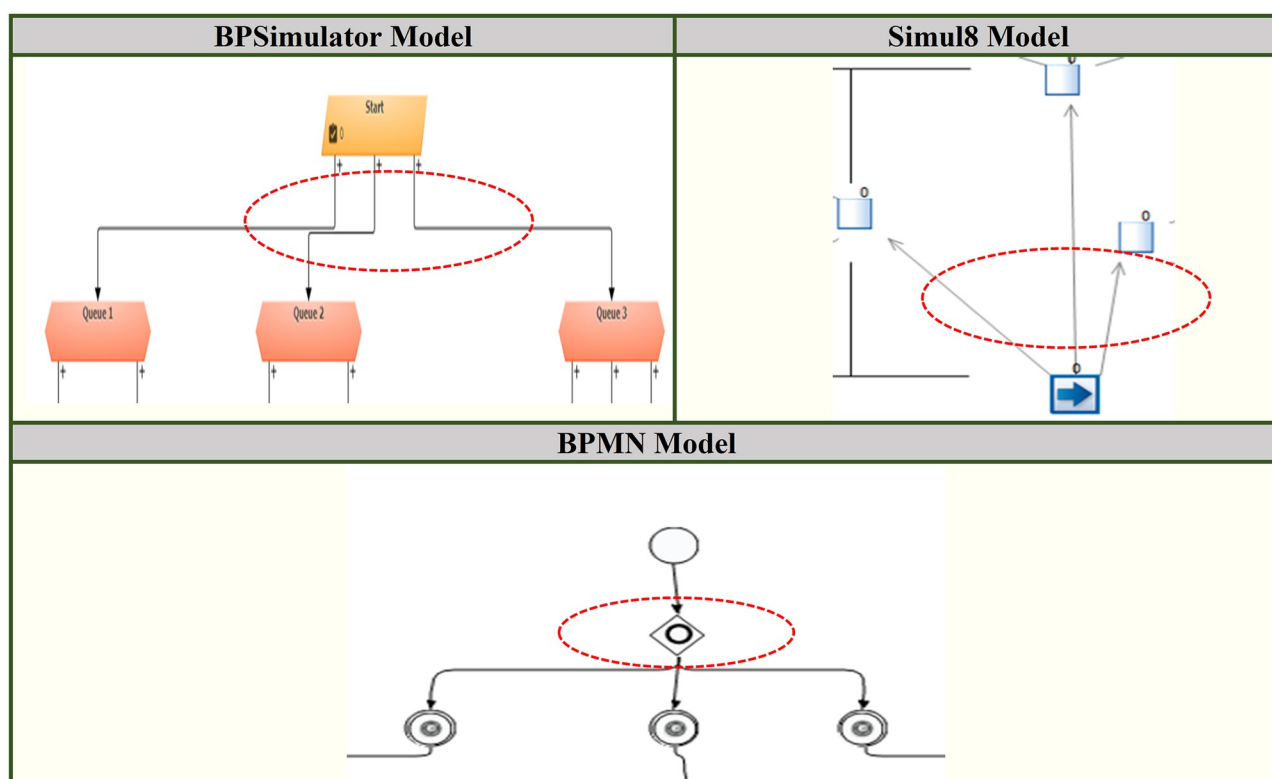 BPSimulator Model
Simul8 Model
Start
0
Queue 1
Queue 2
Queue 3
0
0
0
0
BPMN Model